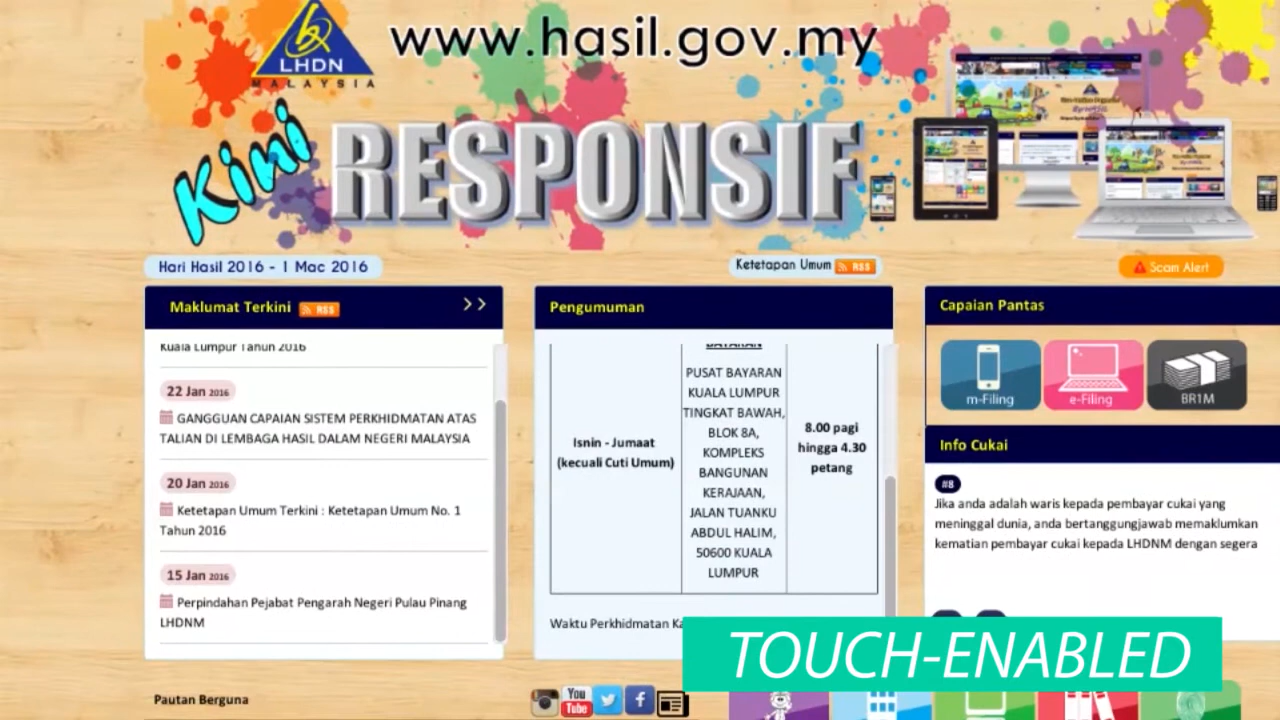 www.hasil.gov.my
LHDN
MALAYSIA
Kini
RESPONSIF
Hari Hasil 2016 - 1 Mac 2016
Ketetapan Umum RSS
Scam Alert
Maklumat Terkini RSS
Kuala Lumpur Tahun 2016
22 Jan 2016
GANGGUAN CAPAIAN SISTEM PERKHIDMATAN ATAS
TALIAN DI LEMBAGA HASIL DALAM NEGERI MALAYSIA
20 Jan 2016
Ketetapan Umum Terkini : Ketetapan Umum No. 1
Tahun 2016
15 Jan 2016
Perpindahan Pejabat Pengarah Negeri Pulau Pinang
LHDNM
Pengumuman
BAYARAN
Isnin - Jumaat
(kecuali Cuti Umum)
PUSAT BAYARAN
KUALA LUMPUR
TINGKAT BAWAH,
BLOK 8A,
KOMPLEKS
BANGUNAN
KERAJAAN,
JALAN TUANKU
ABDUL HALIM,
50600 KUALA
LUMPUR
8.00 pagi
hingga 4.30
petang
Waktu Perkhidmatan
Capaian Pantas
m-Filing
e-Filing
BR1M
Info Cukai
#8
Jika anda adalah waris kepada pembayar cukai yang
meninggal dunia, anda bertanggungjawab memaklumkan
kematian pembayar cukai kepada LHDNM dengan segera
TOUCH-ENABLED
Pautan Berguna
You
Tube